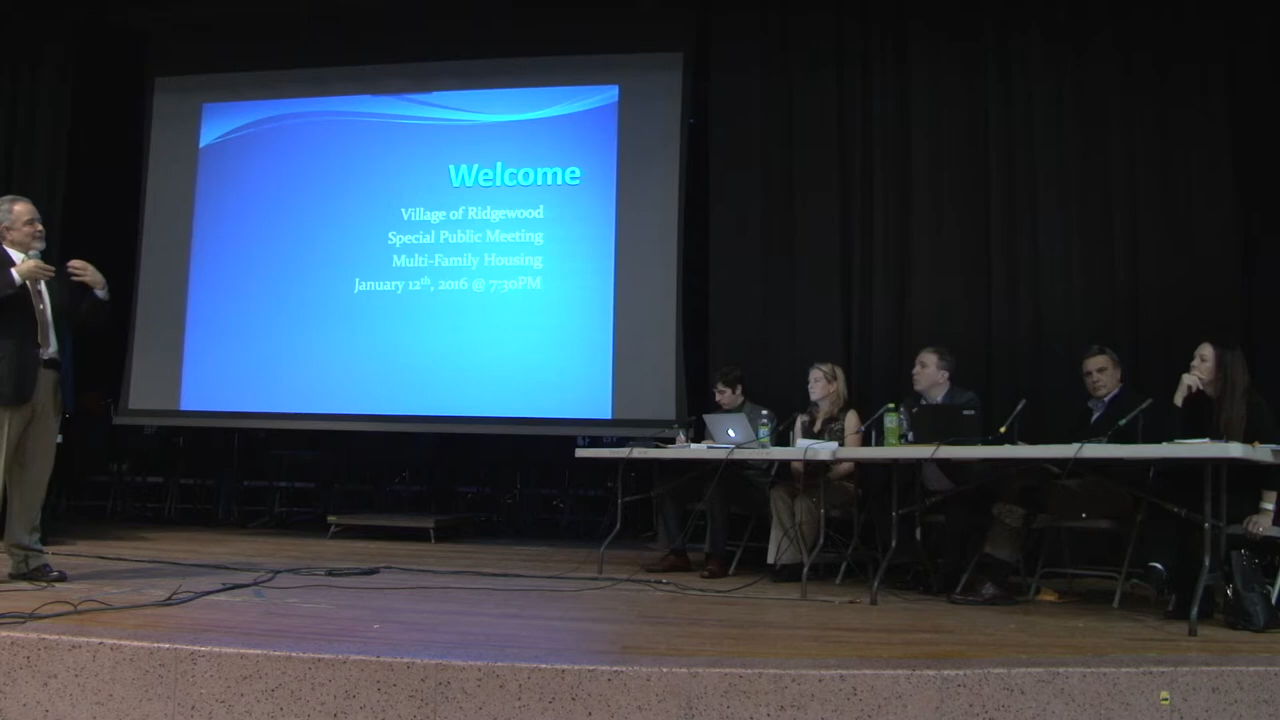 Welcome
Village of Ridgewood
Special Public Meeting
Multi-Family Housing
January 12th, 2016 @ 7:30PM